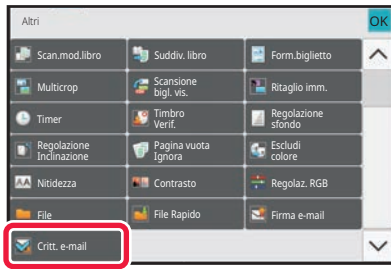 Altri
OK
Scan.mod.libro
Suddiv. libro
Form.biglietto
Multicrop
Scansione
bigl. vis.
Ritaglio imm.
Timer
Timbro
Verif.
Regolazione
sfondo
Regolazione
Inclinazione
Pagina vuota
Ignora
Escludi
colore
Nitidezza
Contrasto
Regolaz. RGB
File
File Rapido
Firma e-mail
Critt. e-mail